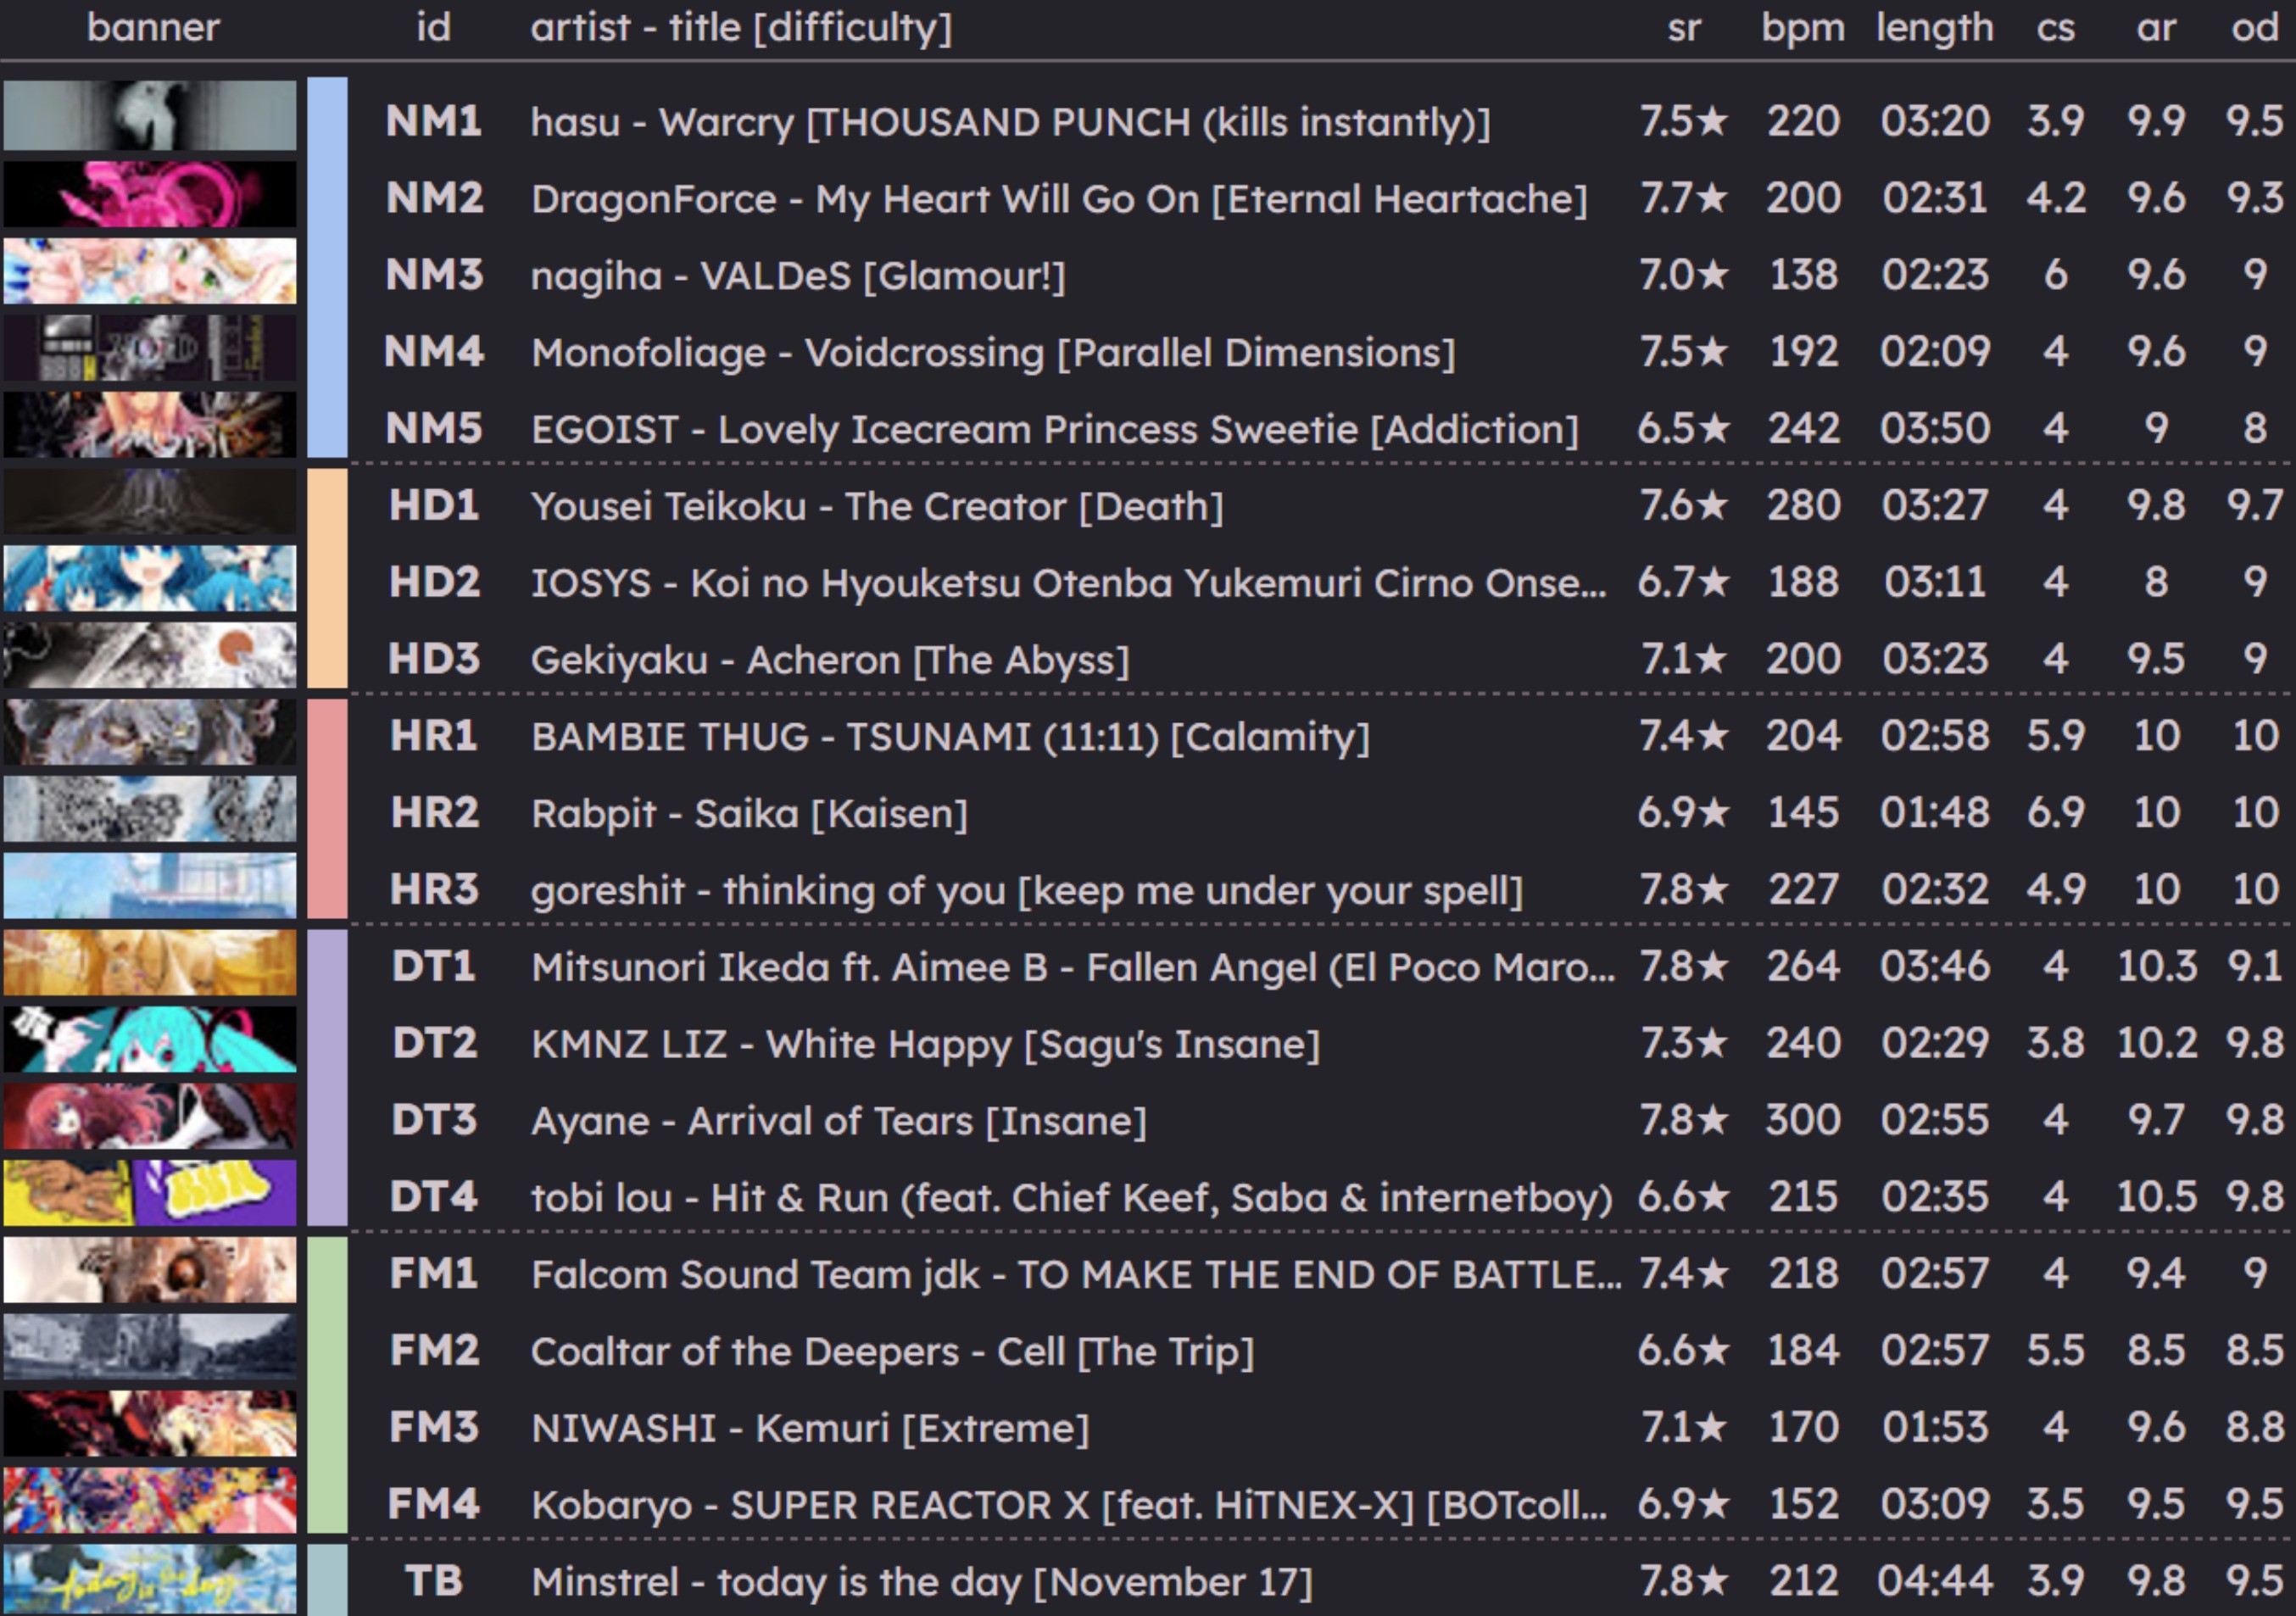 banner id artist - title [difficulty] sr bpm length cs ar od
NM1 hasu - Warcry [THOUSAND PUNCH (kills instantly)] 7.5★ 220 03:20 3.9 9.9 9.5
NM2 DragonForce - My Heart Will Go On [Eternal Heartache] 7.7★ 200 02:31 4.2 9.6 9.3
NM3 nagiha - VALDeS [Glamour!] 7.0★ 138 02:23 6 9.6 9
NM4 Monofoliage - Voidcrossing [Parallel Dimensions] 7.5★ 192 02:09 4 9.6 9
NM5 EGOIST - Lovely Icecream Princess Sweetie [Addiction] 6.5★ 242 03:50 4 9 8
HD1 Yousei Teikoku - The Creator [Death] 7.6★ 280 03:27 4 9.8 9.7
HD2 IOSYS - Koi no Hyouketsu Otenba Yukemuri Cirno Onse... 6.7★ 188 03:11 4 8 9
HD3 Gekiyaku - Acheron [The Abyss] 7.1★ 200 03:23 4 9.5 9
HR1 BAMBIE THUG - TSUNAMI (11:11) [Calamity] 7.4★ 204 02:58 5.9 10 10
HR2 Rabpit - Saika [Kaisen] 6.9★ 145 01:48 6.9 10 10
HR3 goreshit - thinking of you [keep me under your spell] 7.8★ 227 02:32 4.9 10 10
DT1 Mitsunori Ikeda ft. Aimee B - Fallen Angel (El Poco Maro... 7.8★ 264 03:46 4 10.3 9.1
DT2 KMNZ LIZ - White Happy [Sagu's Insane] 7.3★ 240 02:29 3.8 10.2 9.8
DT3 Ayane - Arrival of Tears [Insane] 7.8★ 300 02:55 4 9.7 9.8
DT4 tobi lou - Hit & Run (feat. Chief Keef, Saba & internetboy) 6.6★ 215 02:35 4 10.5 9.8
FM1 Falcom Sound Team jdk - TO MAKE THE END OF BATTLE... 7.4★ 218 02:57 4 9.4 9
FM2 Coaltar of the Deepers - Cell [The Trip] 6.6★ 184 02:57 5.5 8.5 8.5
FM3 NIWASHI - Kemuri [Extreme] 7.1★ 170 01:53 4 9.6 8.8
FM4 Kobaryo - SUPER REACTOR X [feat. HiTNEX-X] [BOTcoll... 6.9★ 152 03:09 3.5 9.5 9.5
today is the day
TB Minstrel - today is the day [November 17] 7.8★ 212 04:44 3.9 9.8 9.5